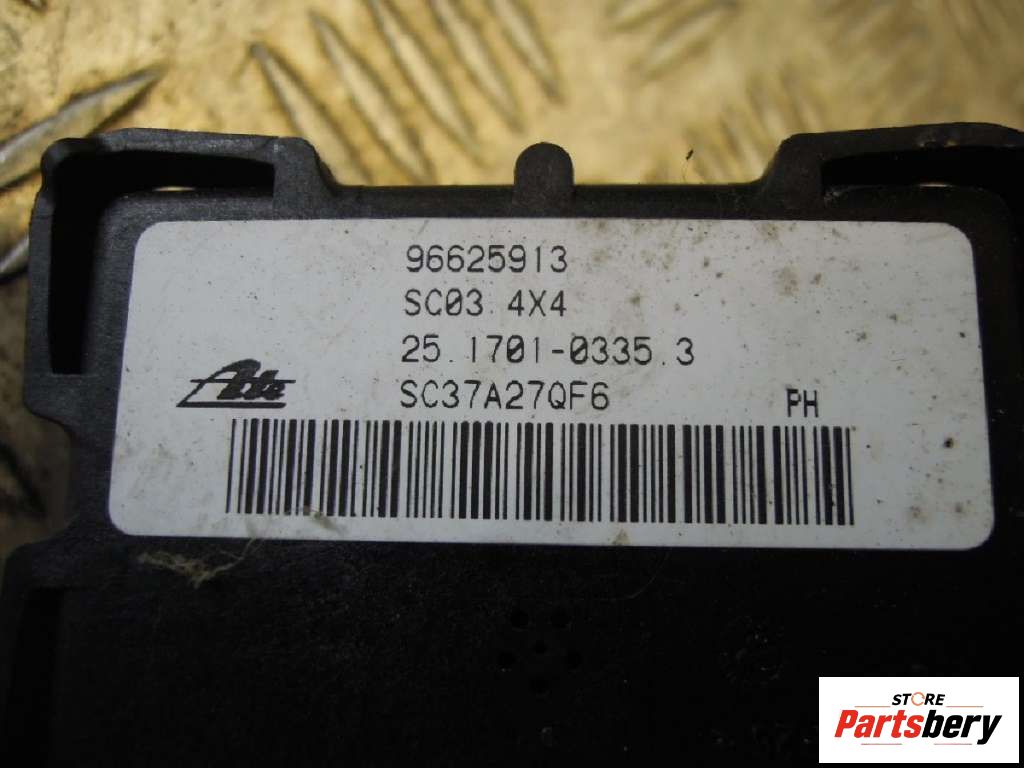 96625913
SC03 4X4
25.1701-0335.3
Ate
SC37A27QF6 PH
STORE
Partsbery